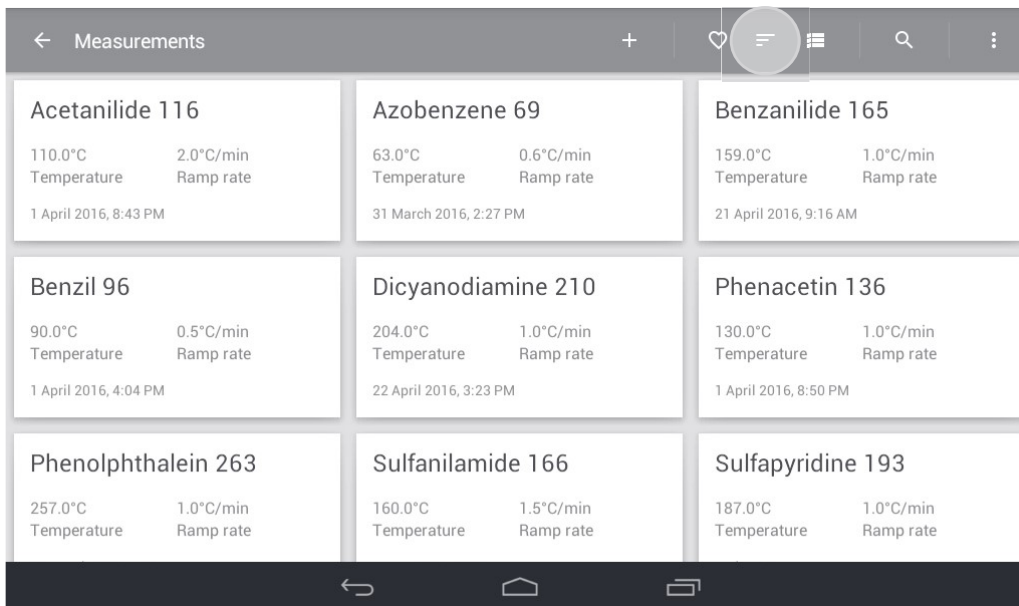 Measurements
Acetanilide 116
110.0°C 2.0°C/min
Temperature Ramp rate
1 April 2016, 8:43 PM
Azobenzene 69
63.0°C 0.6°C/min
Temperature Ramp rate
31 March 2016, 2:27 PM
Benzanilide 165
159.0°C 1.0°C/min
Temperature Ramp rate
21 April 2016, 9:16 AM
Benzil 96
90.0°C 0.5°C/min
Temperature Ramp rate
1 April 2016, 4:04 PM
Dicyanodiamine 210
204.0°C 1.0°C/min
Temperature Ramp rate
22 April 2016, 3:23 PM
Phenacetin 136
130.0°C 1.0°C/min
Temperature Ramp rate
1 April 2016, 8:50 PM
Phenolphthalein 263
257.0°C 1.0°C/min
Temperature Ramp rate
Sulfanilamide 166
160.0°C 1.5°C/min
Temperature Ramp rate
Sulfapyridine 193
187.0°C 1.0°C/min
Temperature Ramp rate